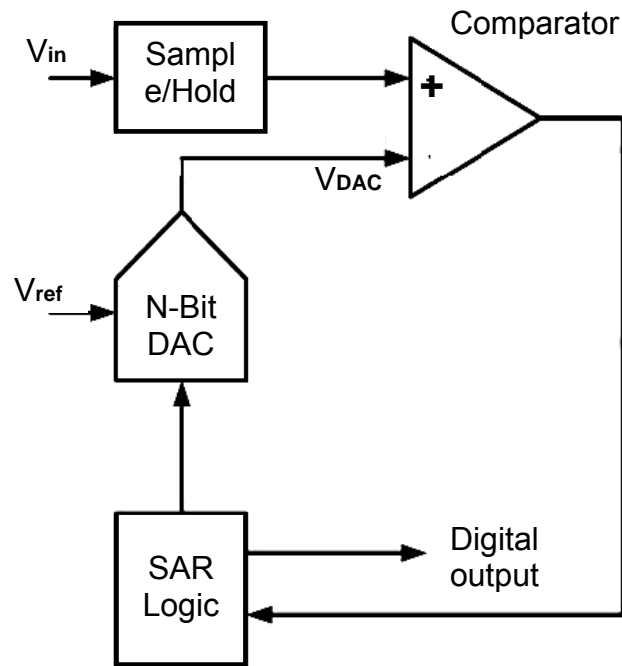 Comparator
Vin
Sampl
e/Hold
+
VDAC
Vref
N-Bit
DAC
SAR
Logic
Digital
output